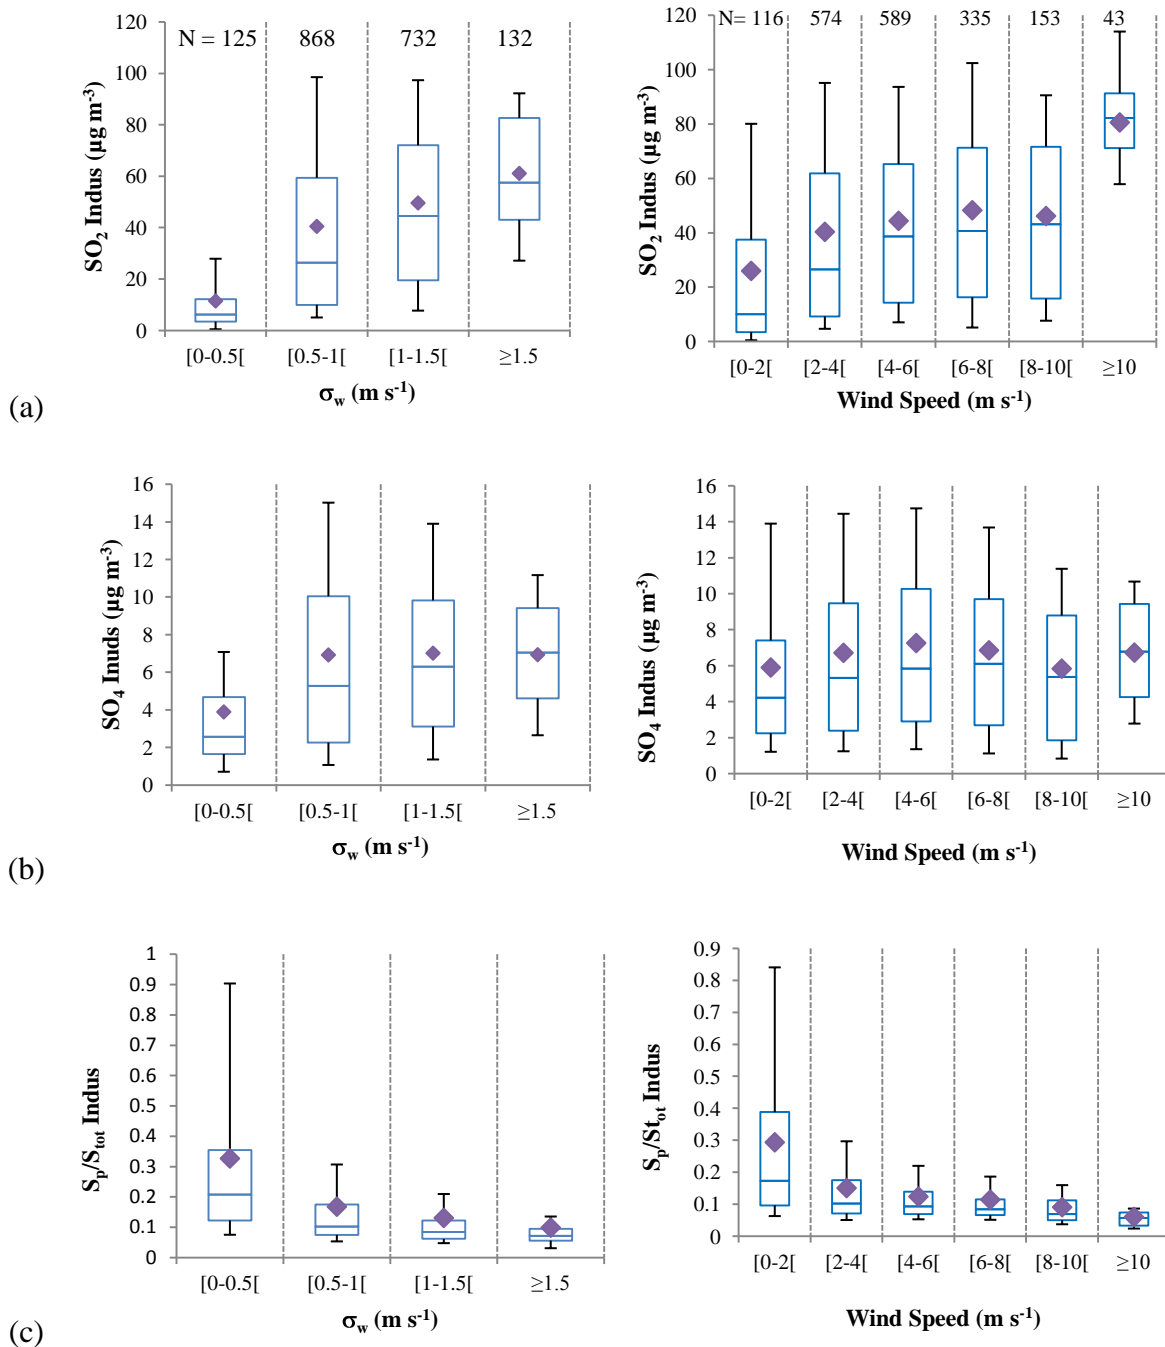 N = 125 868 732 132
120
100
80
60
40
20
0
SO₂ Indus (µg m⁻³)
[0-0.5[ [0.5-1[ [1-1.5[ ≥1.5
σw (m s⁻¹)
N= 116 574 589 335 153 43
120
100
80
60
40
20
0
SO₂ Indus (µg m⁻³)
[0-2[ [2-4[ [4-6[ [6-8[ [8-10[ ≥10
Wind Speed (m s⁻¹)
(a)
16
14
12
10
8
6
4
2
0
SO₄ Inuds (µg m⁻³)
[0-0.5[ [0.5-1[ [1-1.5[ ≥1.5
σw (m s⁻¹)
16
14
12
10
8
6
4
2
0
SO₄ Indus (µg m⁻³)
[0-2[ [2-4[ [4-6[ [6-8[ [8-10[ ≥10
Wind Speed (m s⁻¹)
(b)
1
0.9
0.8
0.7
0.6
0.5
0.4
0.3
0.2
0.1
0
Sp/Stot Indus
[0-0.5[ [0.5-1[ [1-1.5[ ≥1.5
σw (m s⁻¹)
0.9
0.8
0.7
0.6
0.5
0.4
0.3
0.2
0.1
0
Sp/Stot Indus
[0-2[ [2-4[ [4-6[ [6-8[ [8-10[ ≥10
Wind Speed (m s⁻¹)
(c)